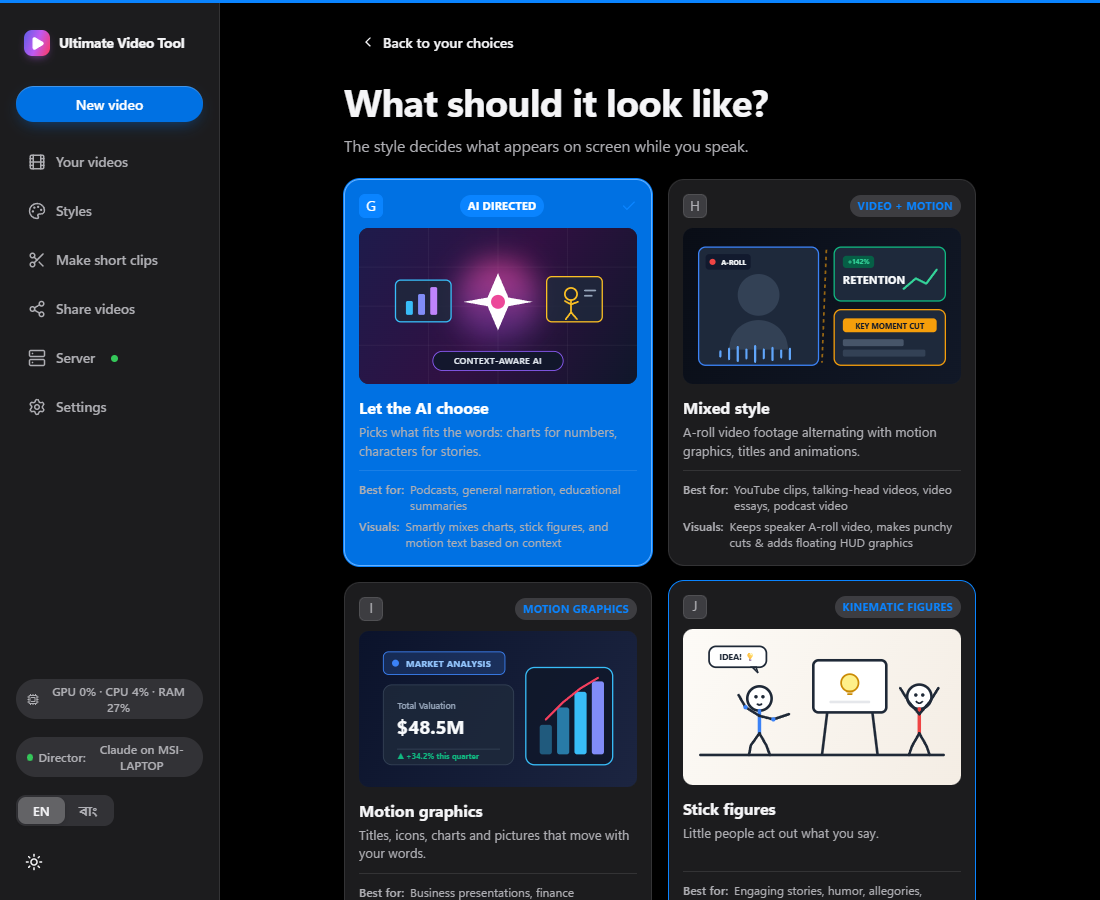 Ultimate Video Tool
New video
Your videos
Styles
Make short clips
Share videos
Server
Settings
GPU 0% · CPU 4% · RAM
27%
Director: Claude on MSI-
LAPTOP
EN বাং
Back to your choices
What should it look like?
The style decides what appears on screen while you speak.
G AI DIRECTED
CONTEXT-AWARE AI
Let the AI choose
Picks what fits the words: charts for numbers,
characters for stories.
Best for: Podcasts, general narration, educational
summaries
Visuals: Smartly mixes charts, stick figures, and
motion text based on context
H VIDEO + MOTION
A-ROLL
+142%
RETENTION
KEY MOMENT CUT
Mixed style
A-roll video footage alternating with motion
graphics, titles and animations.
Best for: YouTube clips, talking-head videos, video
essays, podcast video
Visuals: Keeps speaker A-roll video, makes punchy
cuts & adds floating HUD graphics
I MOTION GRAPHICS
MARKET ANALYSIS
Total Valuation
$48.5M
▲ +34.2% this quarter
Motion graphics
Titles, icons, charts and pictures that move with
your words.
Best for: Business presentations, finance
J KINEMATIC FIGURES
IDEA! 💡
Stick figures
Little people act out what you say.
Best for: Engaging stories, humor, allegories,